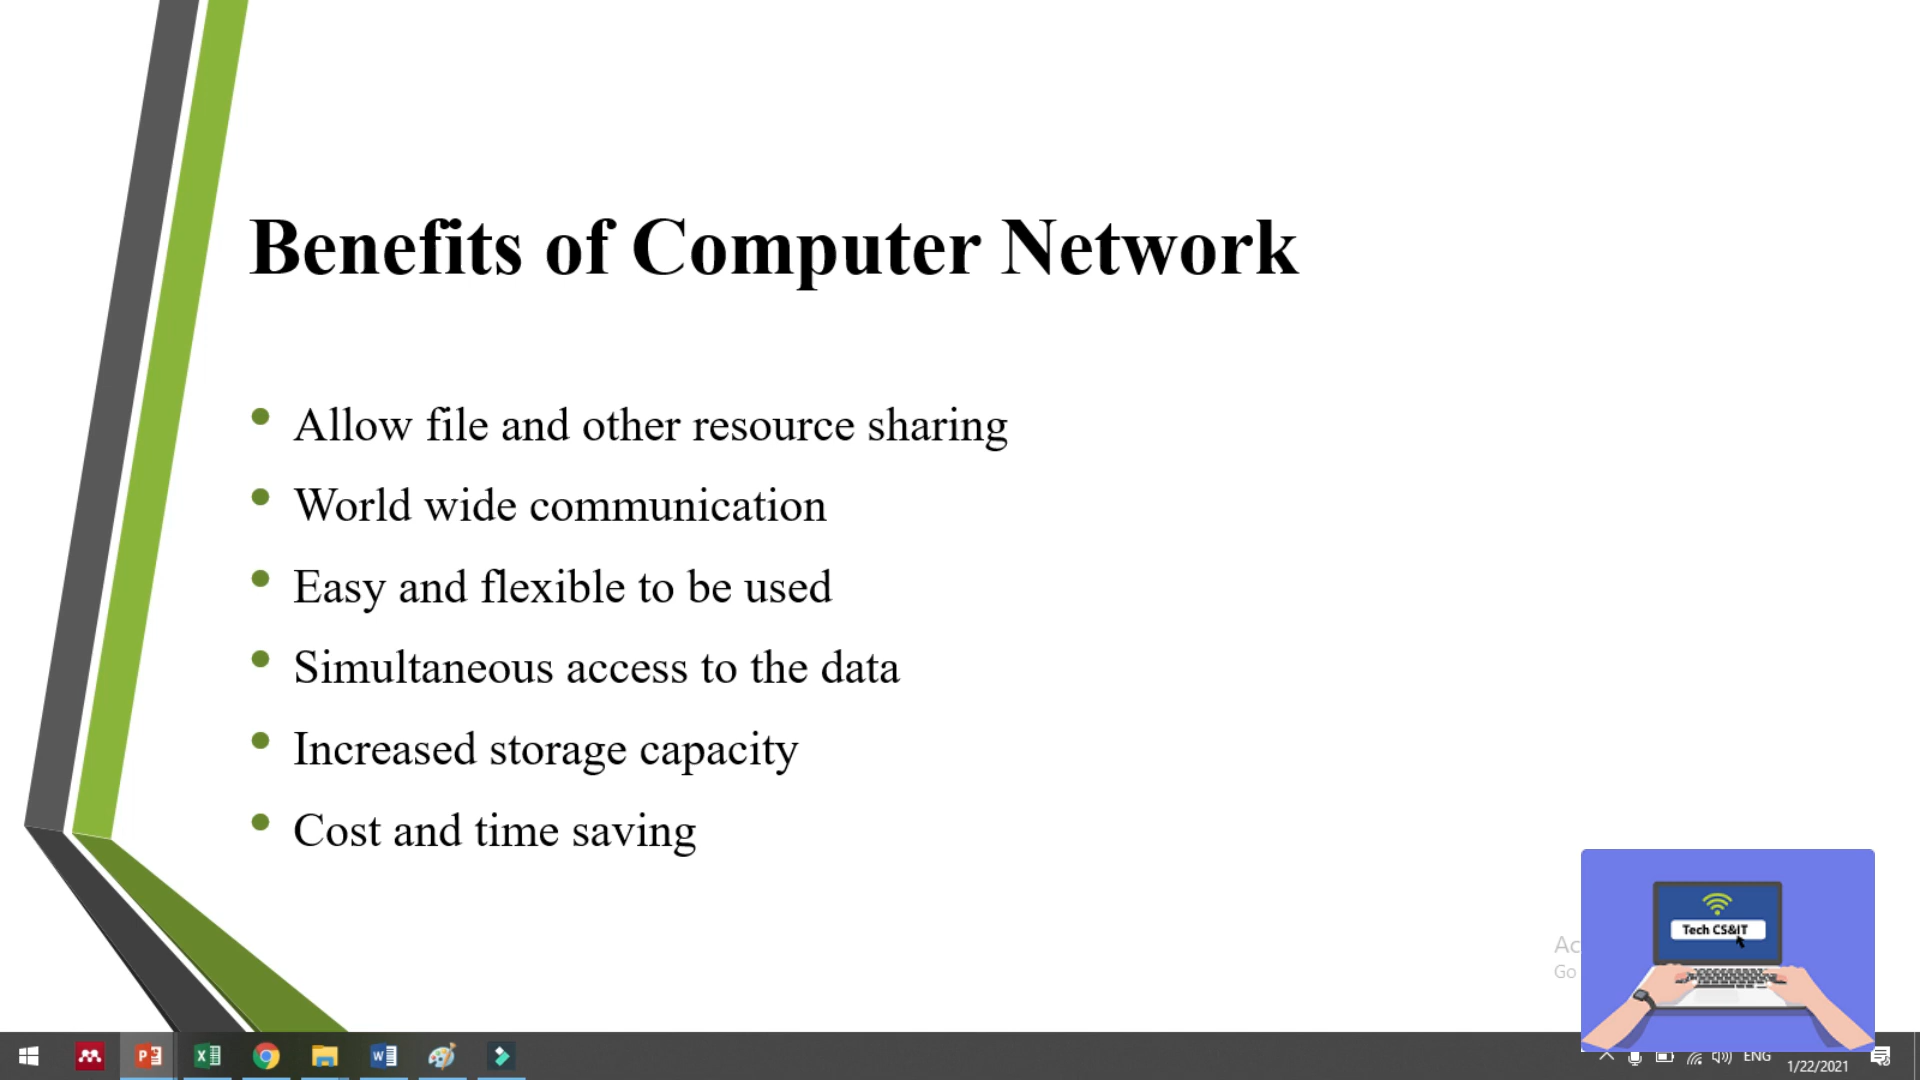 Benefits of Computer Network
• Allow file and other resource sharing
• World wide communication
• Easy and flexible to be used
• Simultaneous access to the data
• Increased storage capacity
• Cost and time saving
Tech CS&IT
Ac
Go
ENG
1/22/2021